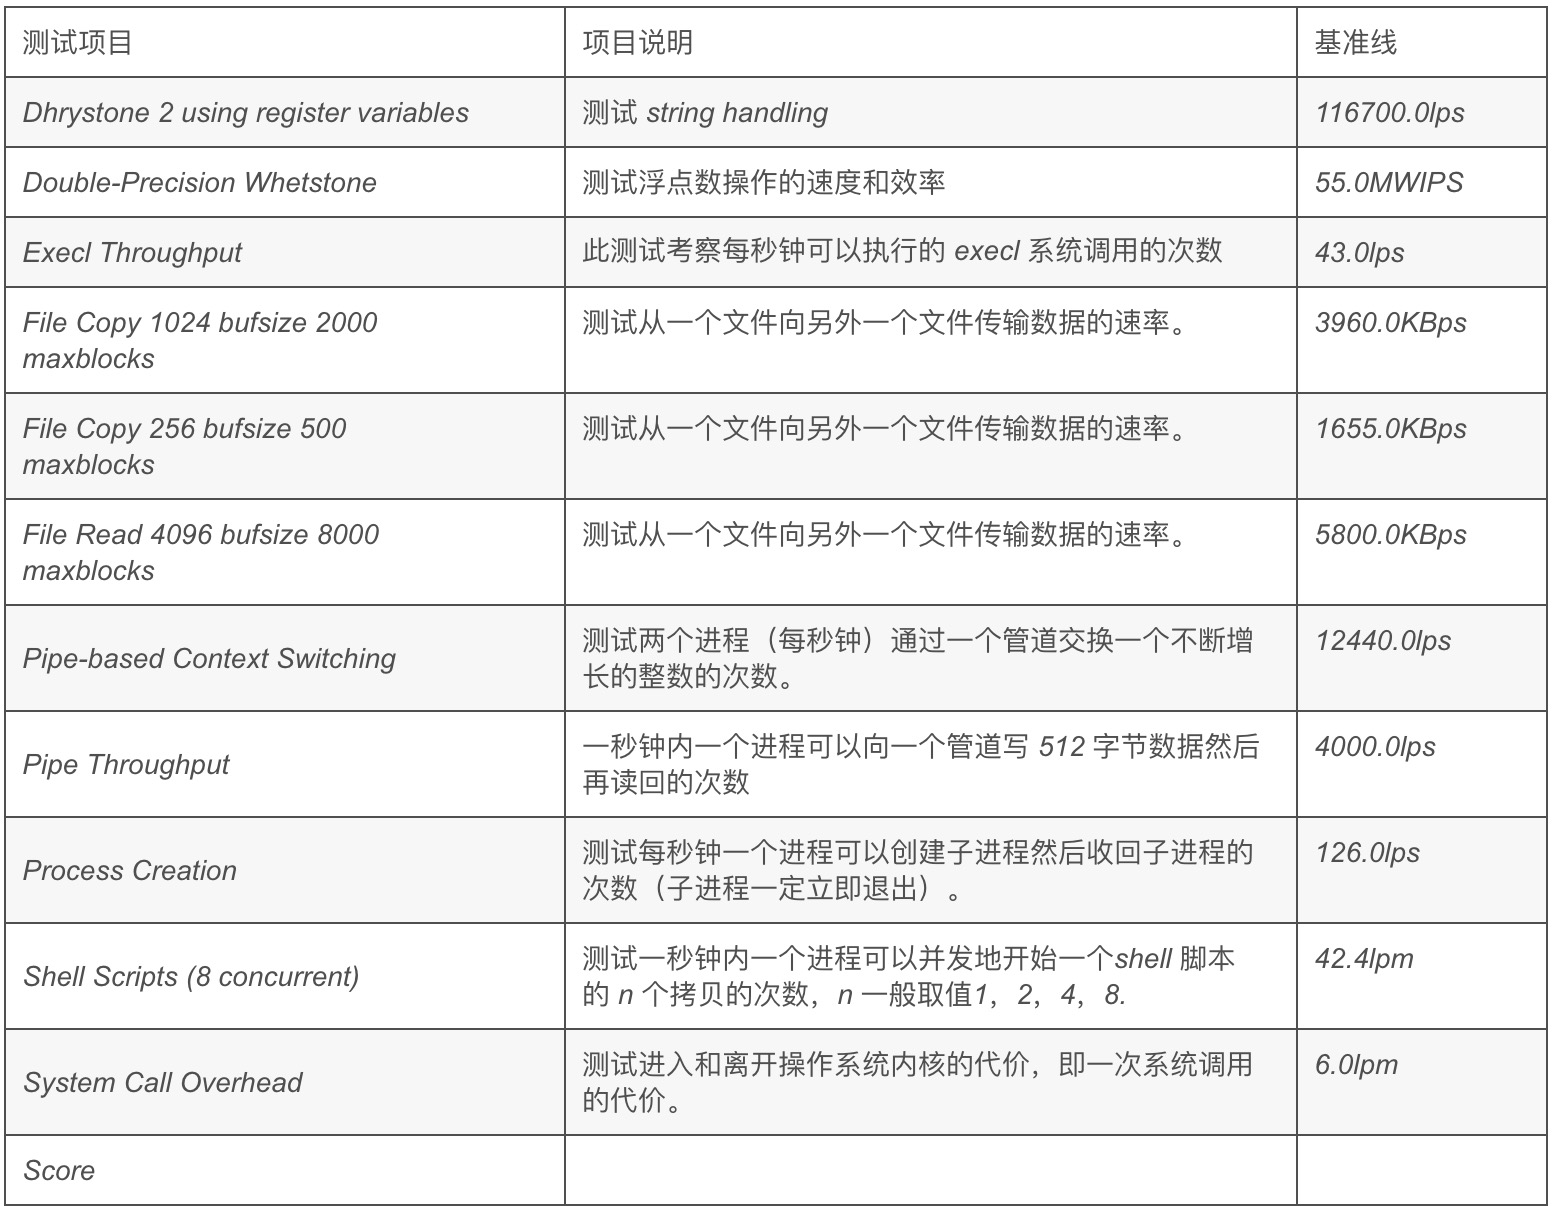 测试项目
项目说明
基准线
Dhrystone 2 using register variables
测试 string handling
116700.0lps
Double-Precision Whetstone
测试浮点数操作的速度和效率
55.0MWIPS
Execl Throughput
此测试考察每秒钟可以执行的 execl 系统调用的次数
43.0lps
File Copy 1024 bufsize 2000
maxblocks
测试从一个文件向另外一个文件传输数据的速率。
3960.0KBps
File Copy 256 bufsize 500
maxblocks
测试从一个文件向另外一个文件传输数据的速率。
1655.0KBps
File Read 4096 bufsize 8000
maxblocks
测试从一个文件向另外一个文件传输数据的速率。
5800.0KBps
Pipe-based Context Switching
测试两个进程（每秒钟）通过一个管道交换一个不断增
长的整数的次数。
12440.0lps
Pipe Throughput
一秒钟内一个进程可以向一个管道写 512 字节数据然后
再读回的次数
4000.0lps
Process Creation
测试每秒钟一个进程可以创建子进程然后收回子进程的
次数（子进程一定立即退出）。
126.0lps
Shell Scripts (8 concurrent)
测试一秒钟内一个进程可以并发地开始一个shell 脚本
的 n 个拷贝的次数，n 一般取值1，2，4，8.
42.4lpm
System Call Overhead
测试进入和离开操作系统内核的代价，即一次系统调用
的代价。
6.0lpm
Score